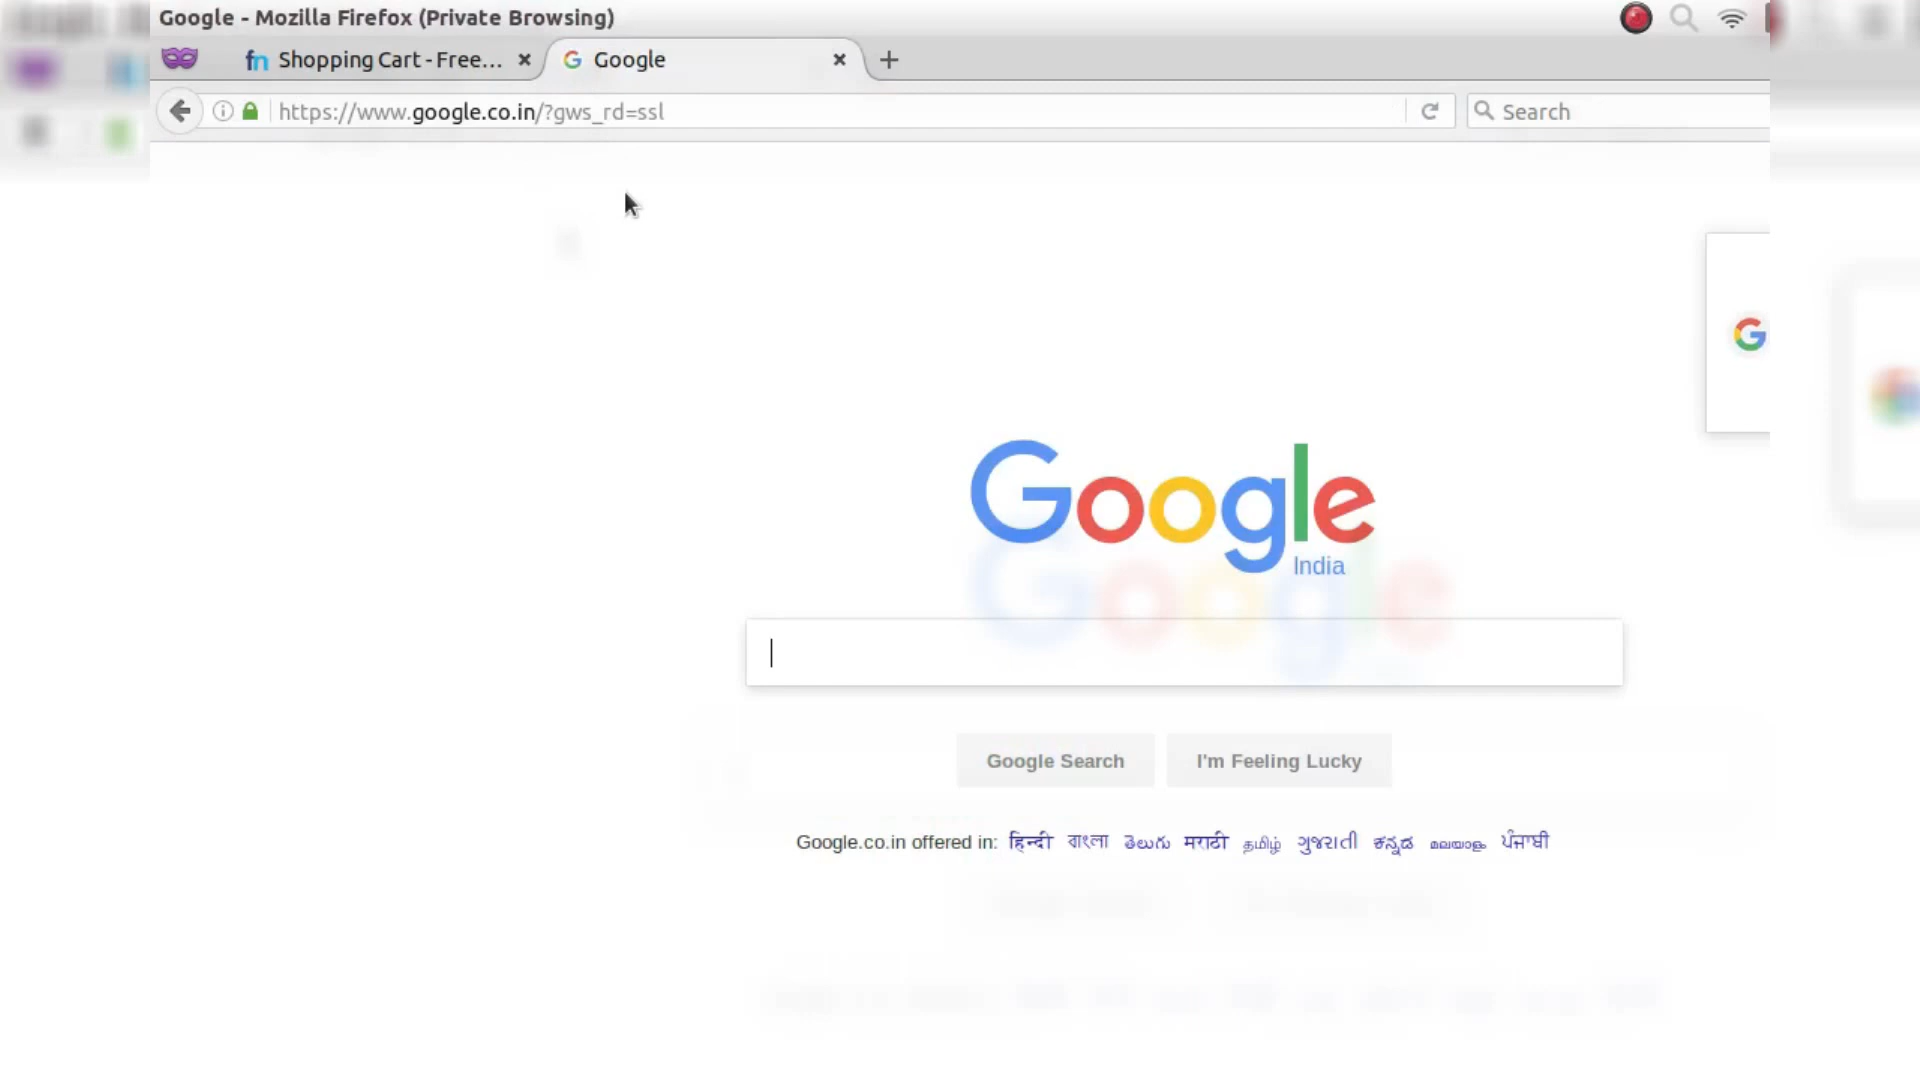 Google - Mozilla Firefox (Private Browsing)
fn Shopping Cart - Free... Google
https://www.google.co.in/?gws_rd=ssl Search
Google
India
Google Search I'm Feeling Lucky
Google.co.in offered in: हिन्दी বাংলা తెలుగు मराठी தமிழ் ગુજરાતી ಕನ್ನಡ മലയാളം ਪੰਜਾਬੀ